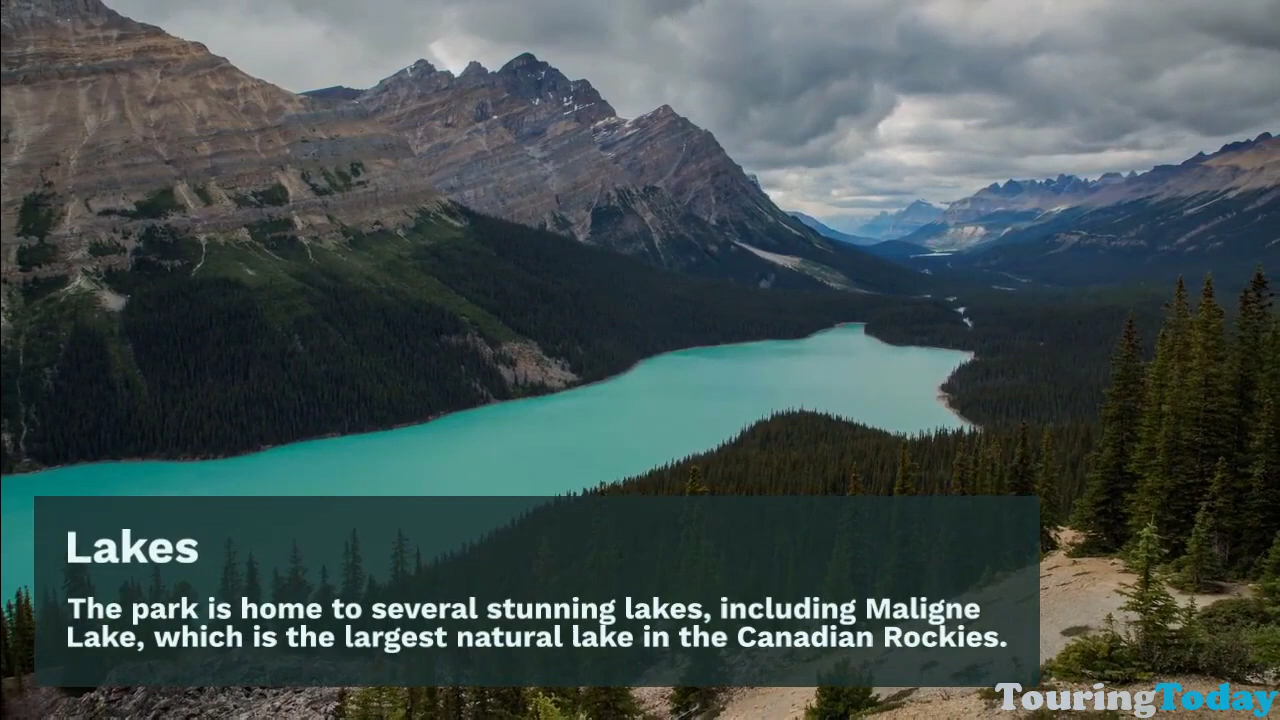 Lakes
The park is home to several stunning lakes, including Maligne
Lake, which is the largest natural lake in the Canadian Rockies.
TouringToday